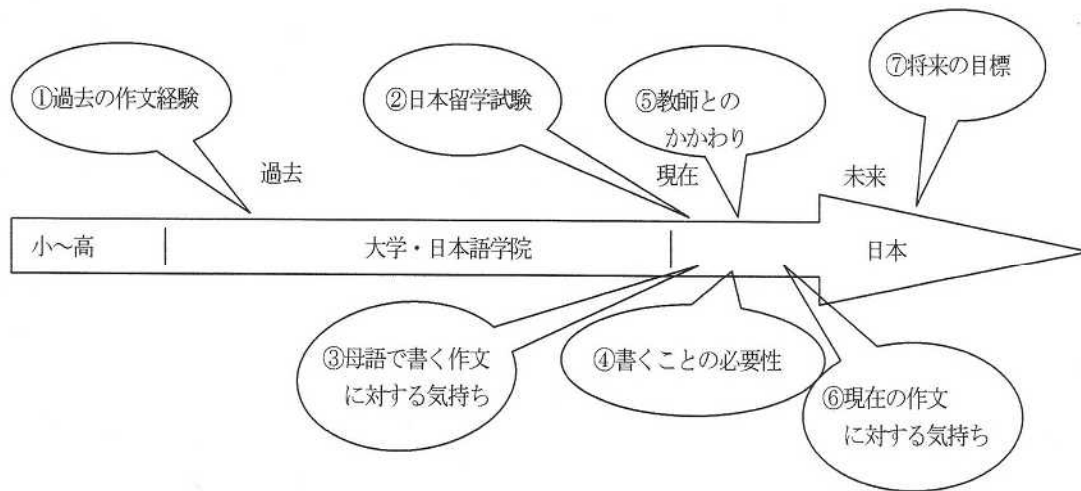 ①過去の作文経験
②日本留学試験
⑤教師との
かかわり
⑦将来の目標
過去
現在
未来
小~高
大学・日本語学院
日本
③母語で書く作文
に対する気持ち
④書くことの必要性
⑥現在の作文
に対する気持ち